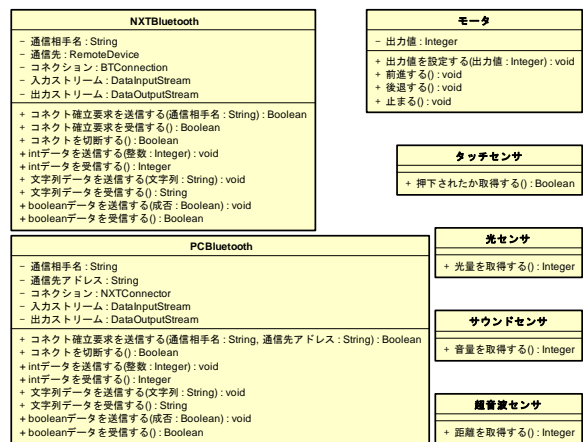 NXTBluetooth
− 通信相手名 : String
− 通信先 : RemoteDevice
− コネクション : BTConnection
− 入力ストリーム : DataInputStream
− 出力ストリーム : DataOutputStream
+ コネクト確立要求を送信する(通信相手名 : String) : Boolean
+ コネクト確立要求を受信する() : Boolean
+ コネクトを切断する() : Boolean
+ intデータを送信する(整数 : Integer) : void
+ intデータを受信する() : Integer
+ 文字列データを送信する(文字列 : String) : void
+ 文字列データを受信する() : String
+ booleanデータを送信する(成否 : Boolean) : void
+ booleanデータを受信する() : Boolean
モータ
− 出力値 : Integer
+ 出力値を設定する(出力値 : Integer) : void
+ 前進する() : void
+ 後退する() : void
+ 止まる() : void
タッチセンサ
+ 押下されたか取得する() : Boolean
PCBluetooth
− 通信相手名 : String
− 通信先アドレス : String
− コネクション : NXTConnector
− 入力ストリーム : DataInputStream
− 出力ストリーム : DataOutputStream
+ コネクト確立要求を送信する(通信相手名 : String, 通信先アドレス : String) : Boolean
+ コネクトを切断する() : Boolean
+ intデータを送信する(整数 : Integer) : void
+ intデータを受信する() : Integer
+ 文字列データを送信する(文字列 : String) : void
+ 文字列データを受信する() : String
+ booleanデータを送信する(成否 : Boolean) : void
+ booleanデータを受信する() : Boolean
光センサ
+ 光量を取得する() : Integer
サウンドセンサ
+ 音量を取得する() : Integer
超音波センサ
+ 距離を取得する() : Integer